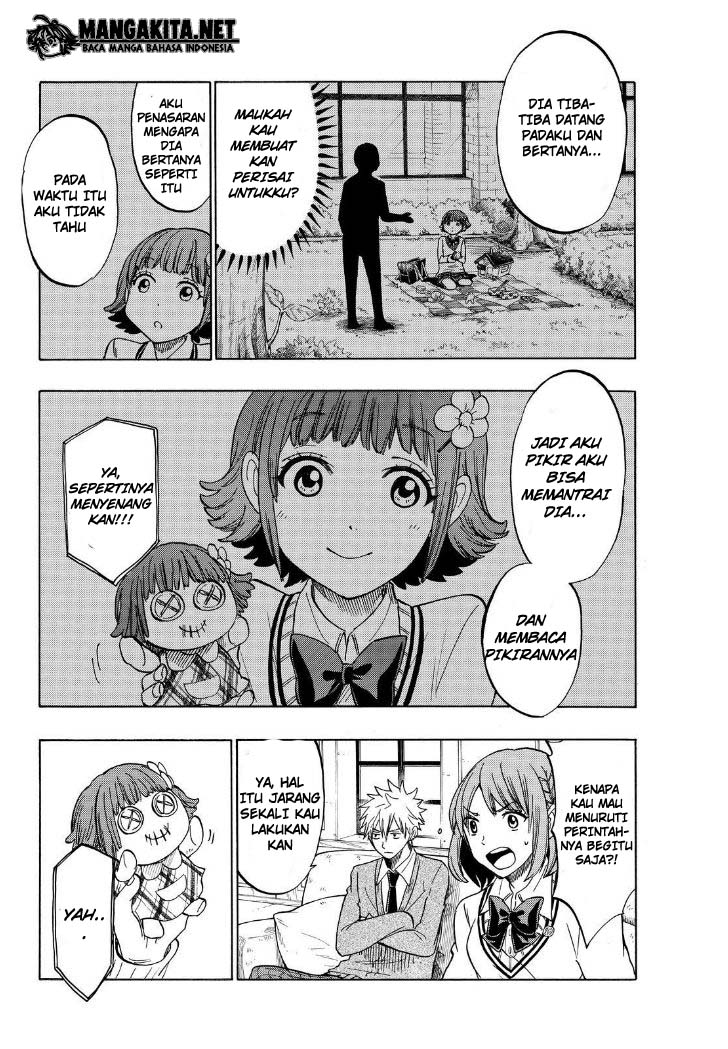 MANGAKITA.NET
BACA MANGA BAHASA INDONESIA
DIA TIBA-
TIBA DATANG
PADAKU DAN
BERTANYA...
MAUKAH
KAU
MEMBUAT
KAN
PERISAI
UNTUKKU?
AKU
PENASARAN
MENGAPA
DIA
BERTANYA
SEPERTI
ITU
PADA
WAKTU ITU
AKU TIDAK
TAHU
JADI AKU
PIKIR AKU
BISA
MEMANTRAI
DIA...
DAN
MEMBACA
PIKIRANNYA
YA,
SEPERTINYA
MENYENANG
KAN!!!
KENAPA
KAU MAU
MENURUTI
PERINTAH-
NYA BEGITU
SAJA?!
YA, HAL
ITU JARANG
SEKALI KAU
LAKUKAN
KAN
YAH. .
.